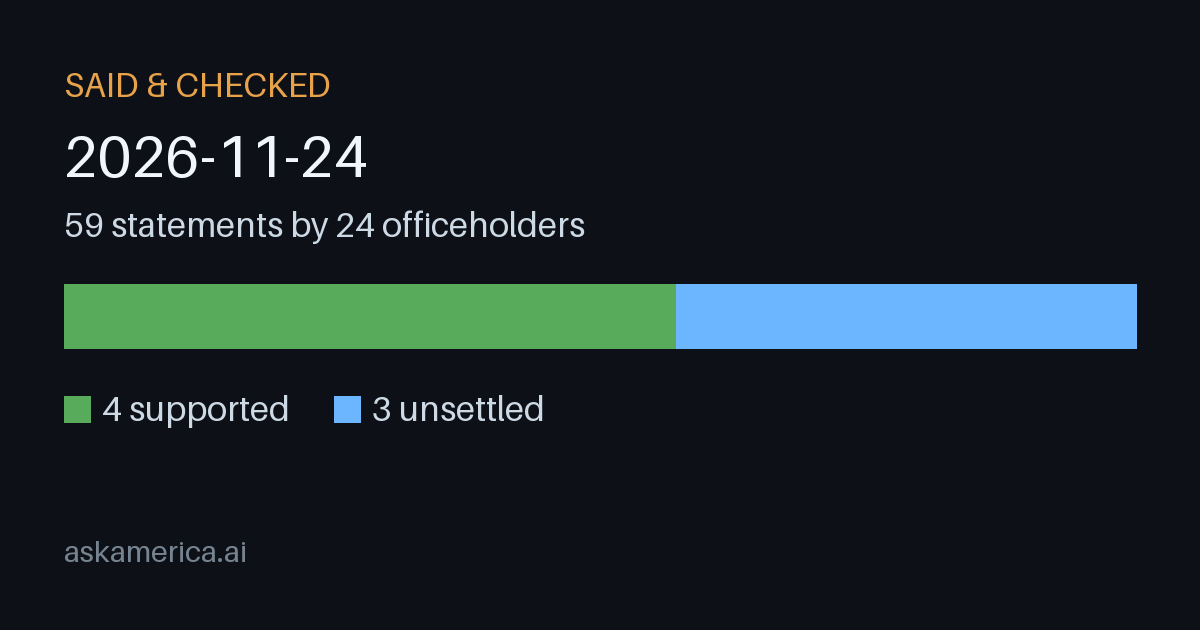 SAID & CHECKED
2026-11-24
59 statements by 24 officeholders
4 supported 3 unsettled
askamerica.ai